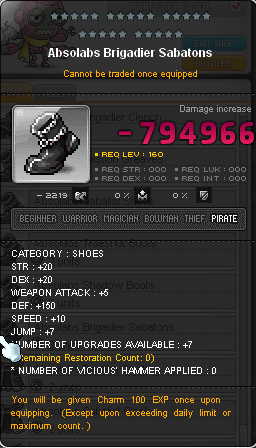 Absolabs Brigadier Sabatons
Cannot be traded once equipped
Damage increase
-794966
• REQ LEV : 160
• REQ STR : 000 • REQ LUK : 000
• REQ DEX : 000 • REQ INT : 000
- 2219 0 % 0 %
BEGINNER WARRIOR MAGICIAN BOWMAN THIEF PIRATE
CATEGORY : SHOES
STR : +20
DEX : +20
WEAPON ATTACK : +5
DEF: +150
SPEED : +10
JUMP : +7
NUMBER OF UPGRADES AVAILABLE : +7
(Remaining Restoration Count: 0)
* NUMBER OF VICIOUS' HAMMER APPLIED : 0
You will be given Charm 100 EXP once upon
equipping. (Except upon exceeding daily limit or
maximum count. )